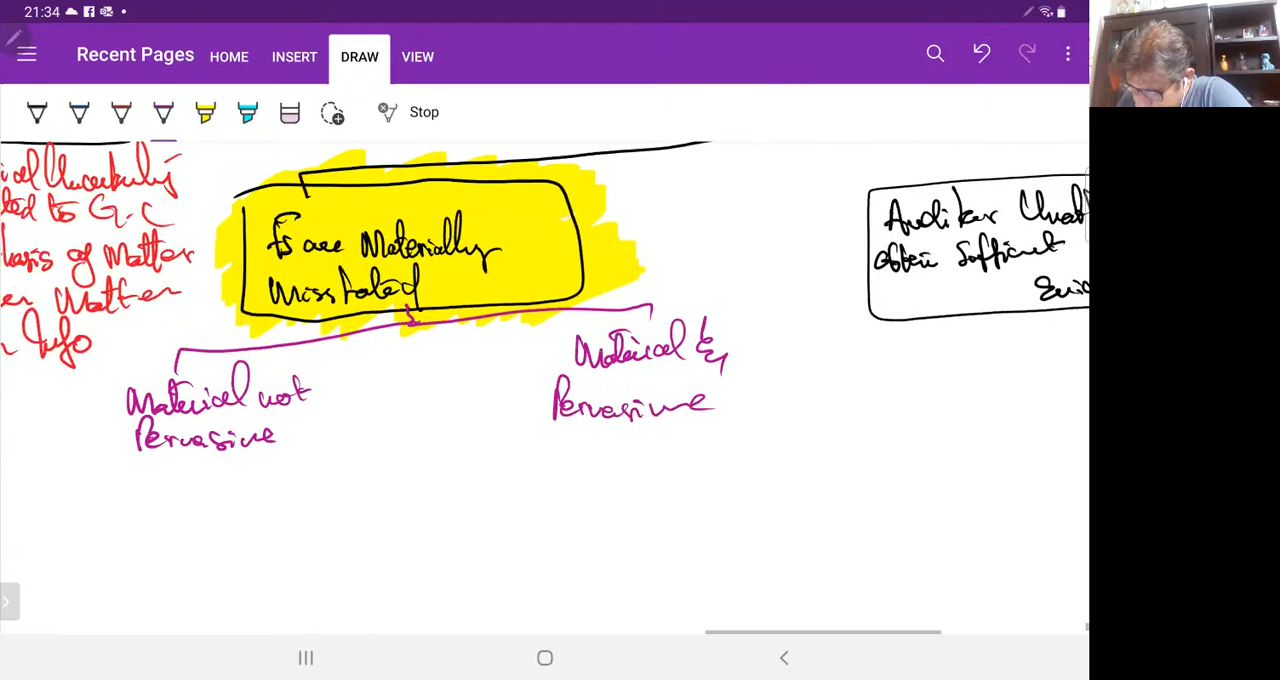 21:34
Recent Pages HOME INSERT DRAW VIEW
Stop
to G.C
of Matter
Matter
Info
Fs are Materially
Misstated
Material not
Pervasive
Material &
Pervasive
Auditor
obtain Sufficient